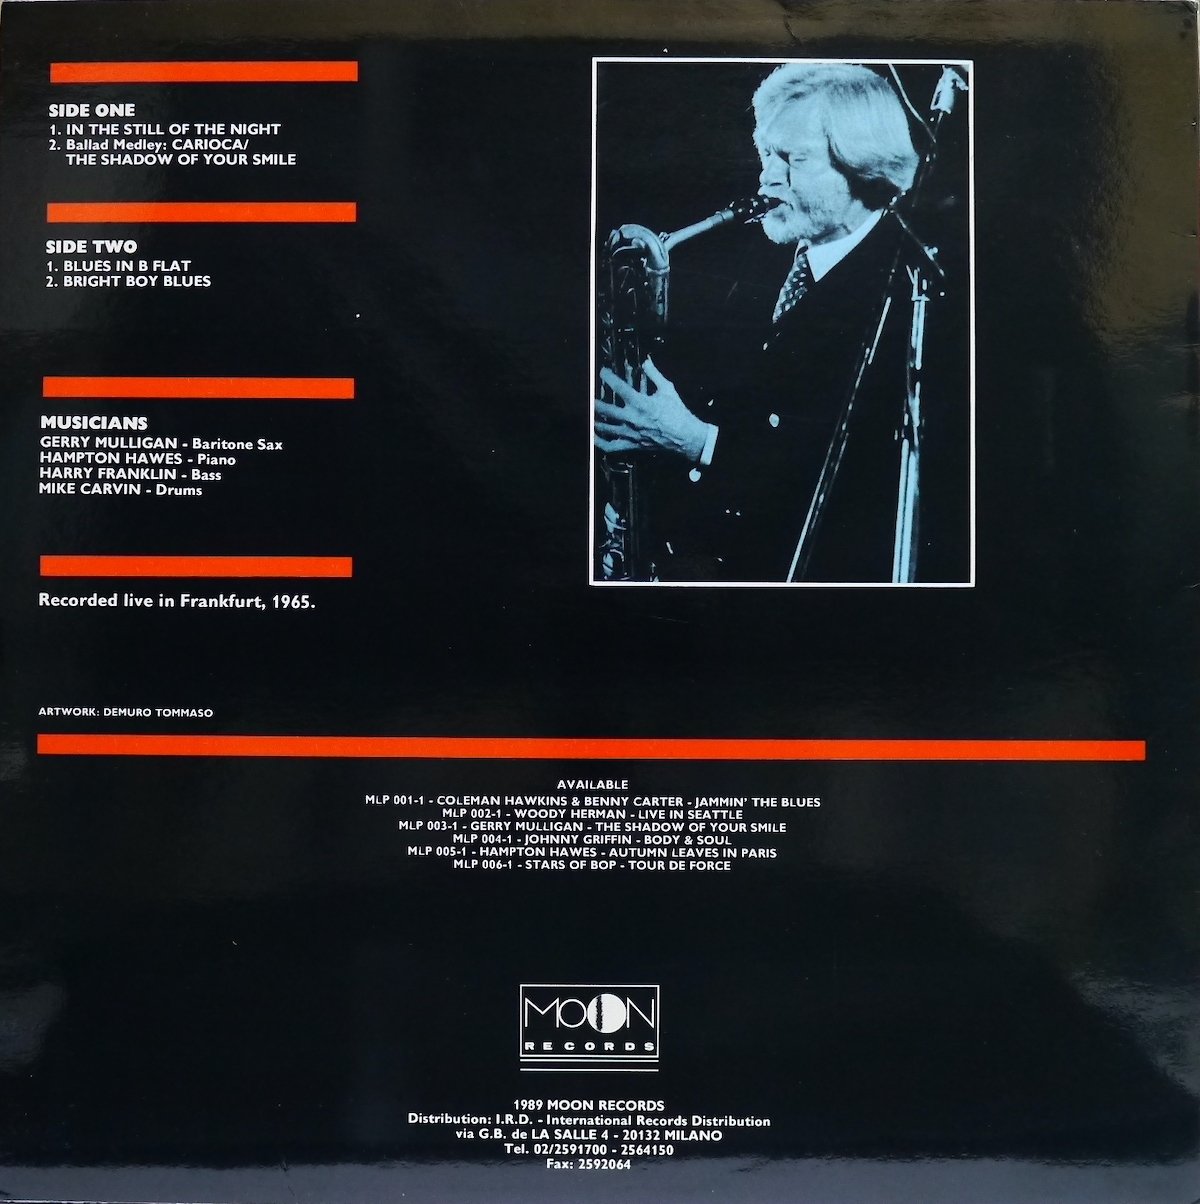 SIDE ONE
1. IN THE STILL OF THE NIGHT
2. Ballad Medley: CARIOCA/
THE SHADOW OF YOUR SMILE
SIDE TWO
1. BLUES IN B FLAT
2. BRIGHT BOY BLUES
MUSICIANS
GERRY MULLIGAN - Baritone Sax
HAMPTON HAWES - Piano
HARRY FRANKLIN - Bass
MIKE CARVIN - Drums
Recorded live in Frankfurt, 1965.
ARTWORK: DEMURO TOMMASO
AVAILABLE
MLP 001-1 - COLEMAN HAWKINS & BENNY CARTER - JAMMIN' THE BLUES
MLP 002-1 - WOODY HERMAN - LIVE IN SEATTLE
MLP 003-1 - GERRY MULLIGAN - THE SHADOW OF YOUR SMILE
MLP 004-1 - JOHNNY GRIFFIN - BODY & SOUL
MLP 005-1 - HAMPTON HAWES - AUTUMN LEAVES IN PARIS
MLP 006-1 - STARS OF BOP - TOUR DE FORCE
MOON
RECORDS
1989 MOON RECORDS
Distribution: I.R.D. - International Records Distribution
via G.B. de LA SALLE 4 - 20132 MILANO
Tel. 02/2591700 - 2564150
Fax: 2592064